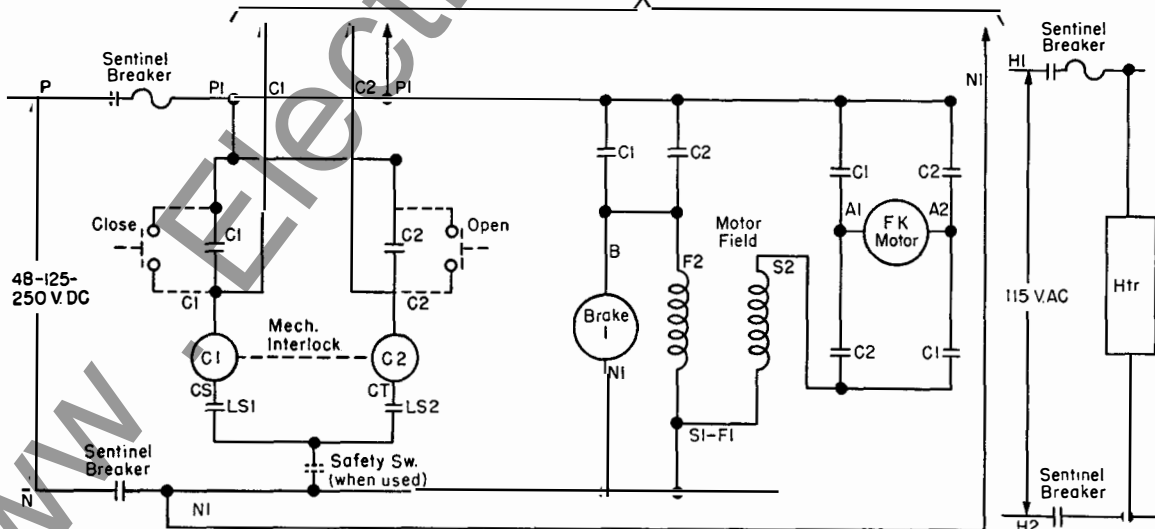 Sentinel
Breaker
Sentinel
Breaker
P
P1
C1
C2
P1
N1
H1
C1
C2
C1
C2
Close
C1
C2
Open
Motor
Field
A1
A2
FK
Motor
48-125-
250 V. DC
C1
C2
B
F2
S2
115 V.AC
Htr
Mech.
Interlock
C1
C2
Brake
1
C2
C1
CS
CT
N1
LS1
LS2
S1-F1
Sentinel
Breaker
Safety Sw.
(when used)
Sentinel
Breaker
N
N1
H2
www.Elect